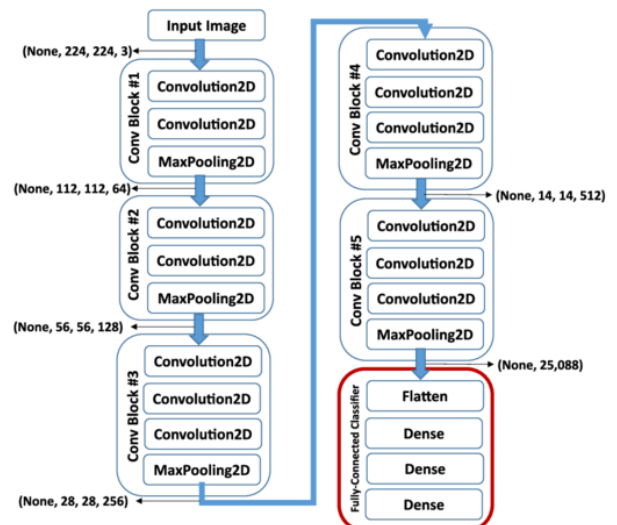 Input Image
(None, 224, 224, 3)
Conv Block #1
Convolution2D
Convolution2D
MaxPooling2D
(None, 112, 112, 64)
Conv Block #2
Convolution2D
Convolution2D
MaxPooling2D
(None, 56, 56, 128)
Conv Block #3
Convolution2D
Convolution2D
Convolution2D
MaxPooling2D
(None, 28, 28, 256)
Conv Block #4
Convolution2D
Convolution2D
Convolution2D
MaxPooling2D
(None, 14, 14, 512)
Conv Block #5
Convolution2D
Convolution2D
Convolution2D
MaxPooling2D
(None, 25,088)
Fully-Connected Classifier
Flatten
Dense
Dense
Dense